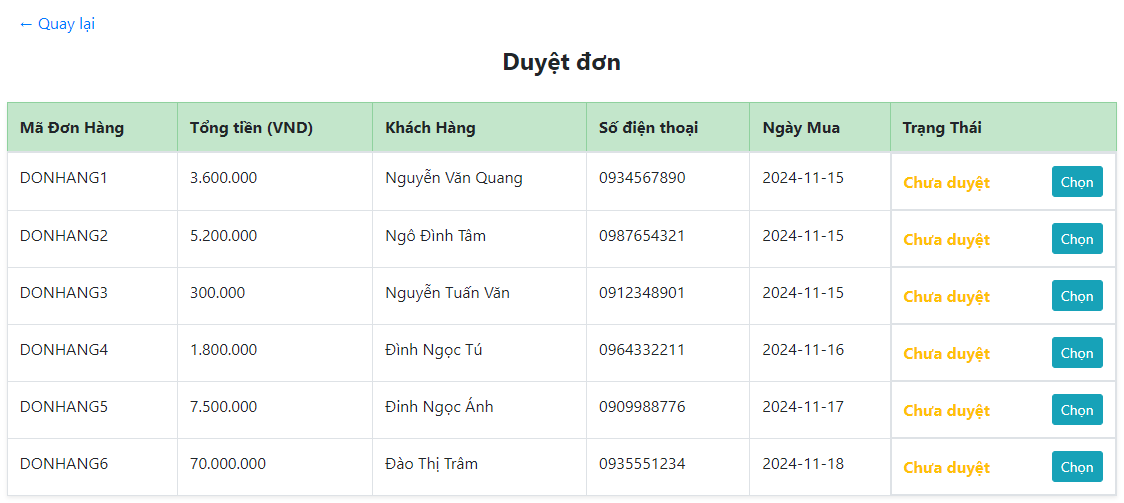 ← Quay lại
Duyệt đơn
Mã Đơn Hàng Tổng tiền (VND) Khách Hàng Số điện thoại Ngày Mua Trạng Thái
DONHANG1 3.600.000 Nguyễn Văn Quang 0934567890 2024-11-15 Chưa duyệt Chọn
DONHANG2 5.200.000 Ngô Đình Tâm 0987654321 2024-11-15 Chưa duyệt Chọn
DONHANG3 300.000 Nguyễn Tuấn Văn 0912348901 2024-11-15 Chưa duyệt Chọn
DONHANG4 1.800.000 Đình Ngọc Tú 0964332211 2024-11-16 Chưa duyệt Chọn
DONHANG5 7.500.000 Đinh Ngọc Ánh 0909988776 2024-11-17 Chưa duyệt Chọn
DONHANG6 70.000.000 Đào Thị Trâm 0935551234 2024-11-18 Chưa duyệt Chọn